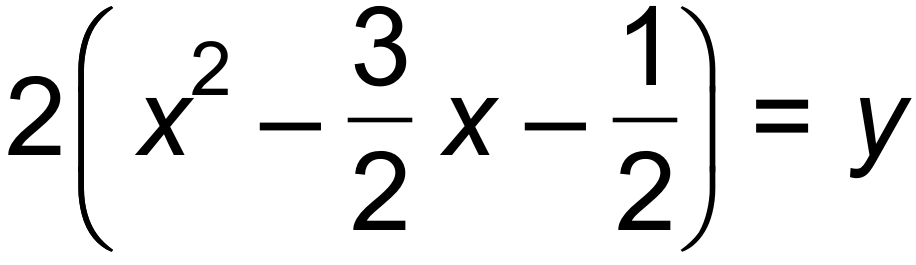 2(x² − 3/2 x − 1/2) = y